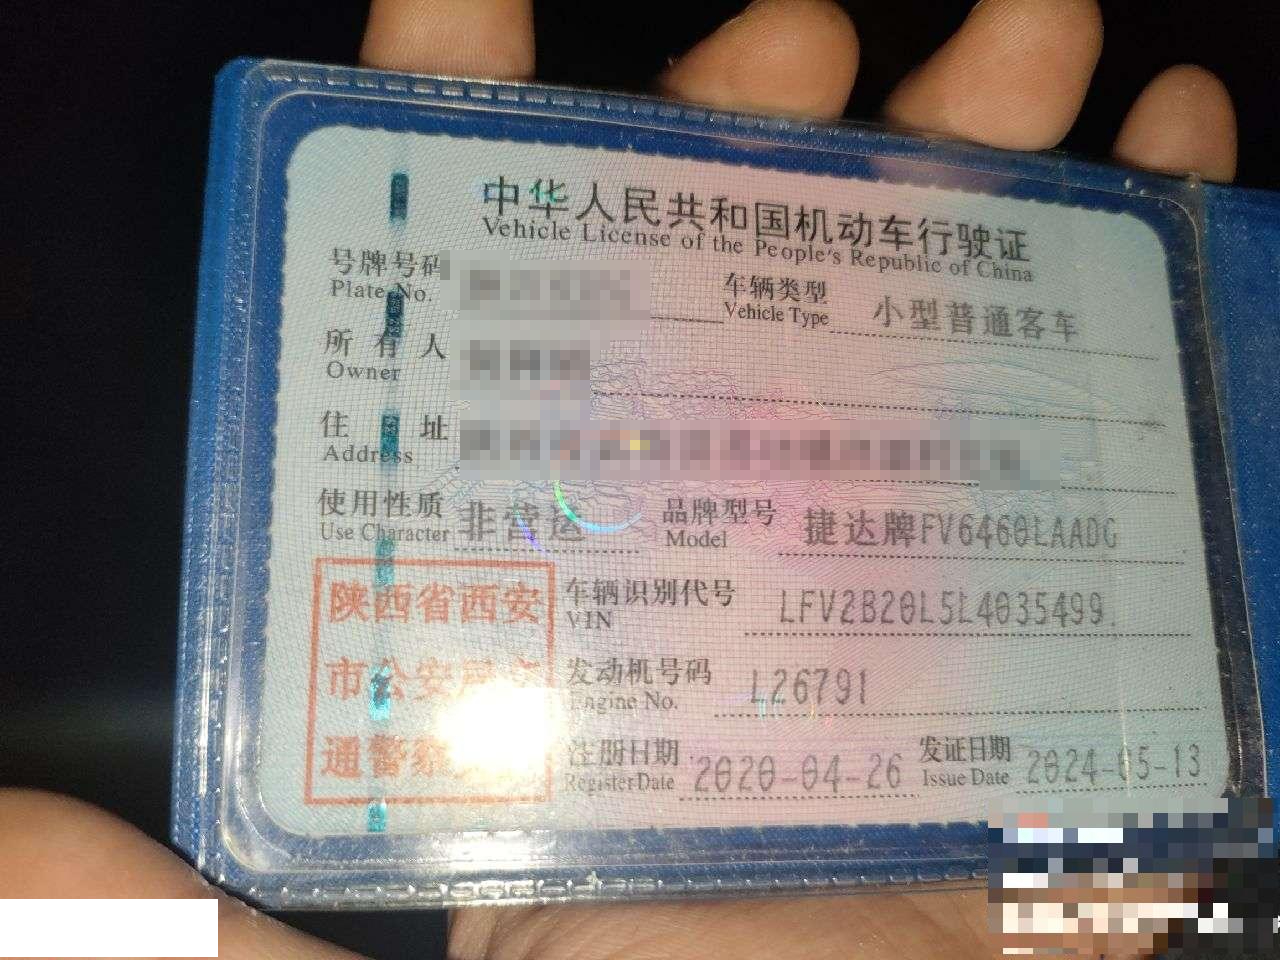 中华人民共和国机动车行驶证
Vehicle License of the People's Republic of China
号牌号码
Plate No.
车辆类型 小型普通客车
Vehicle Type
所有人
Owner
住址
Address
使用性质 非营运
Use Character
品牌型号 捷达牌FV6460LAADG
Model
陕西省西安
市公安局
通警察
车辆识别代号 LFV2B20L5L4035499
VIN
发动机号码 L26791
Engine No.
注册日期 2020-04-26
Register Date
发证日期 2024-05-13
Issue Date